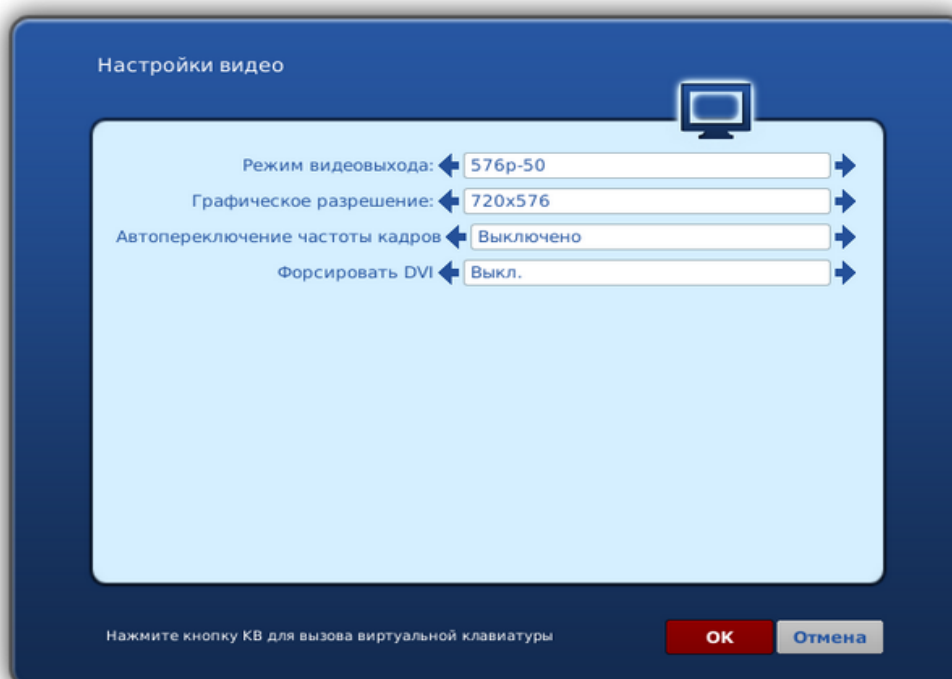 Настройки видео
Режим видеовыхода: 576p-50
Графическое разрешение: 720x576
Автопереключение частоты кадров Выключено
Форсировать DVI Выкл.
Нажмите кнопку KB для вызова виртуальной клавиатуры
OK Отмена